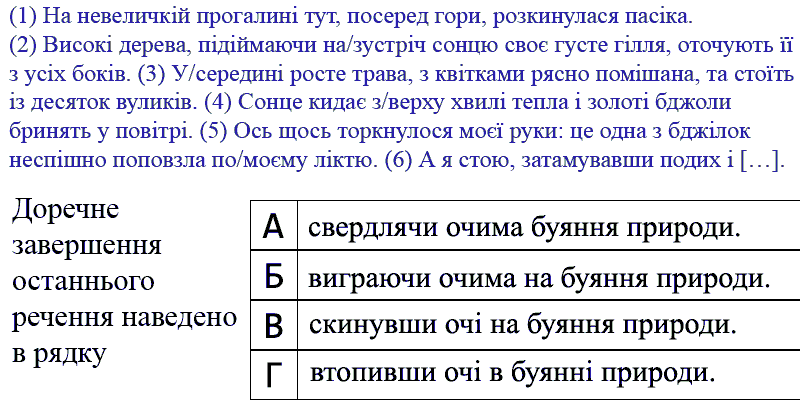 (1) На невеличкій прогалині тут, посеред гори, розкинулася пасіка.
(2) Високі дерева, підіймаючи на/зустріч сонцю своє густе гілля, оточують її
з усіх боків. (3) У/середині росте трава, з квітками рясно помішана, та стоїть
із десяток вуликів. (4) Сонце кидає з/верху хвилі тепла і золоті бджоли
бринять у повітрі. (5) Ось щось торкнулося моєї руки: це одна з бджілок
неспішно поповзла по/моєму ліктю. (6) А я стою, затамувавши подих і […].
Доречне
завершення
останнього
речення наведено
в рядку
А свердлячи очима буяння природи.
Б виграючи очима на буяння природи.
В скинувши очі на буяння природи.
Г втопивши очі в буянні природи.